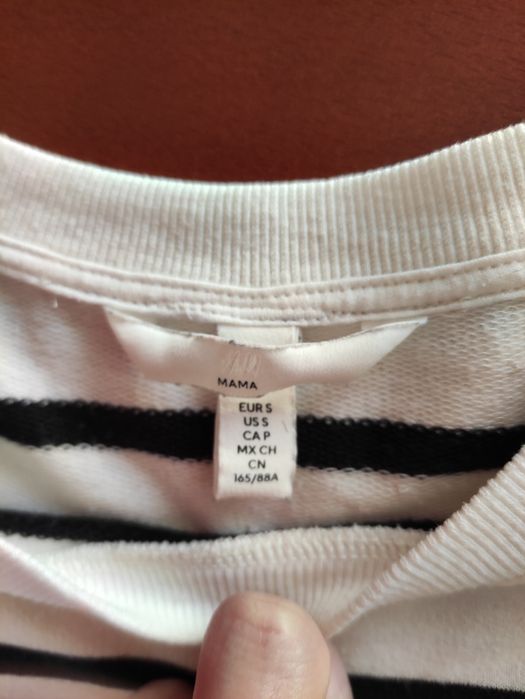 H&M
MAMA
EUR S
US S
CA P
MX CH
CN
165/88A